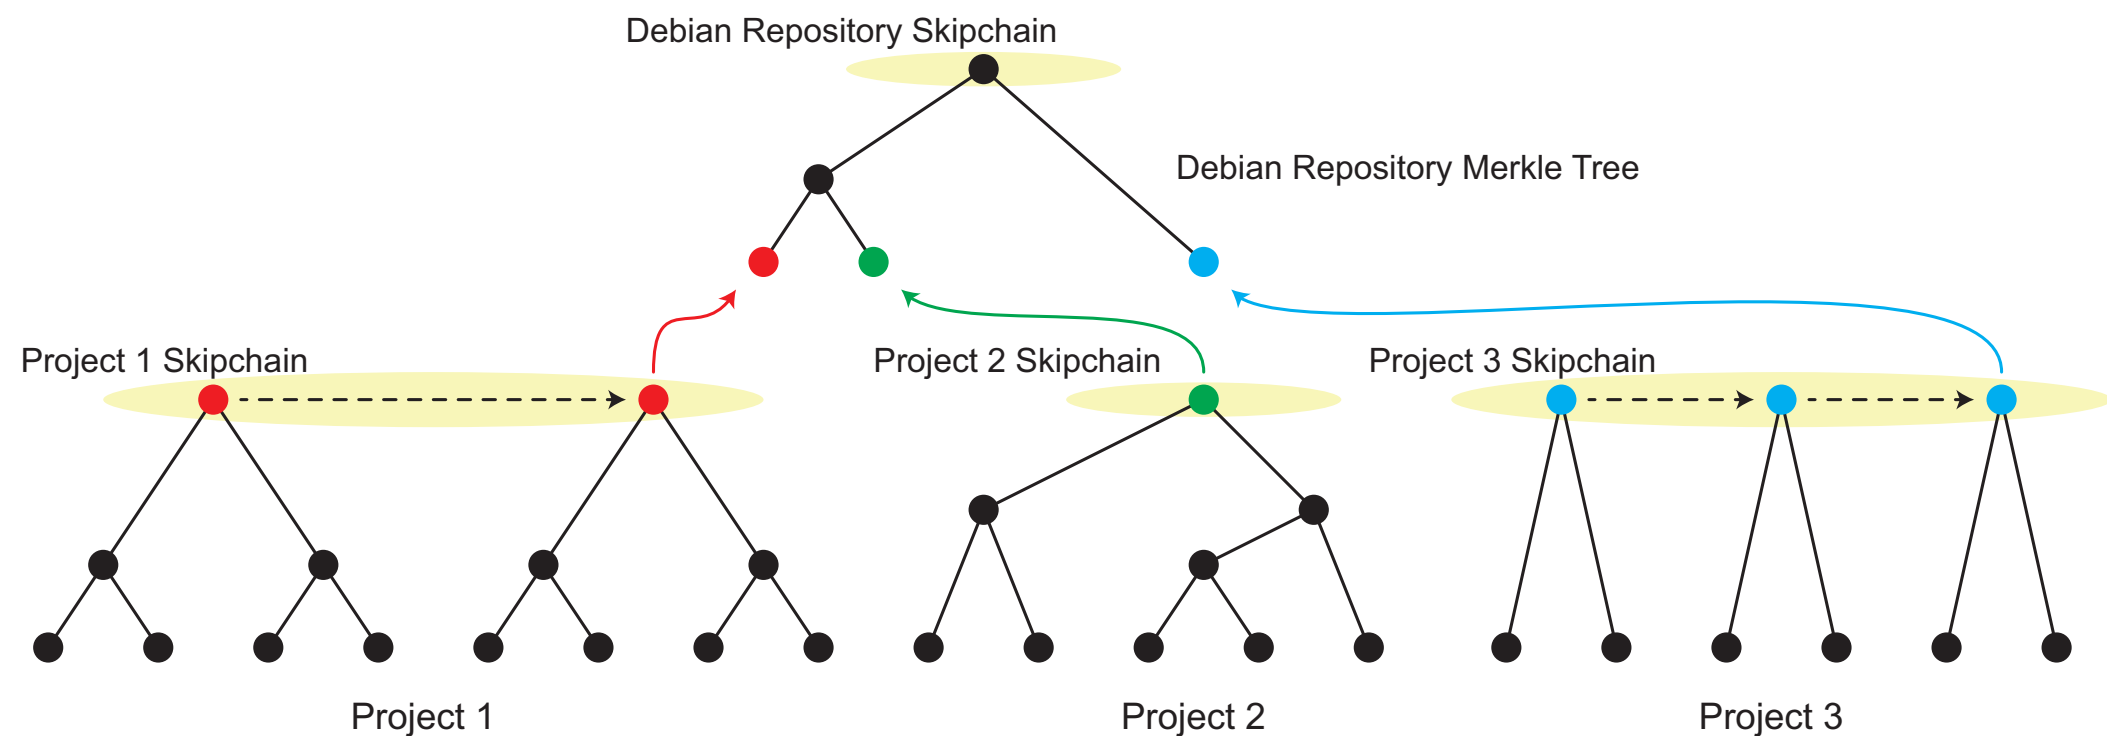 Debian Repository Skipchain
Debian Repository Merkle Tree
Project 1 Skipchain
Project 2 Skipchain
Project 3 Skipchain
Project 1
Project 2
Project 3